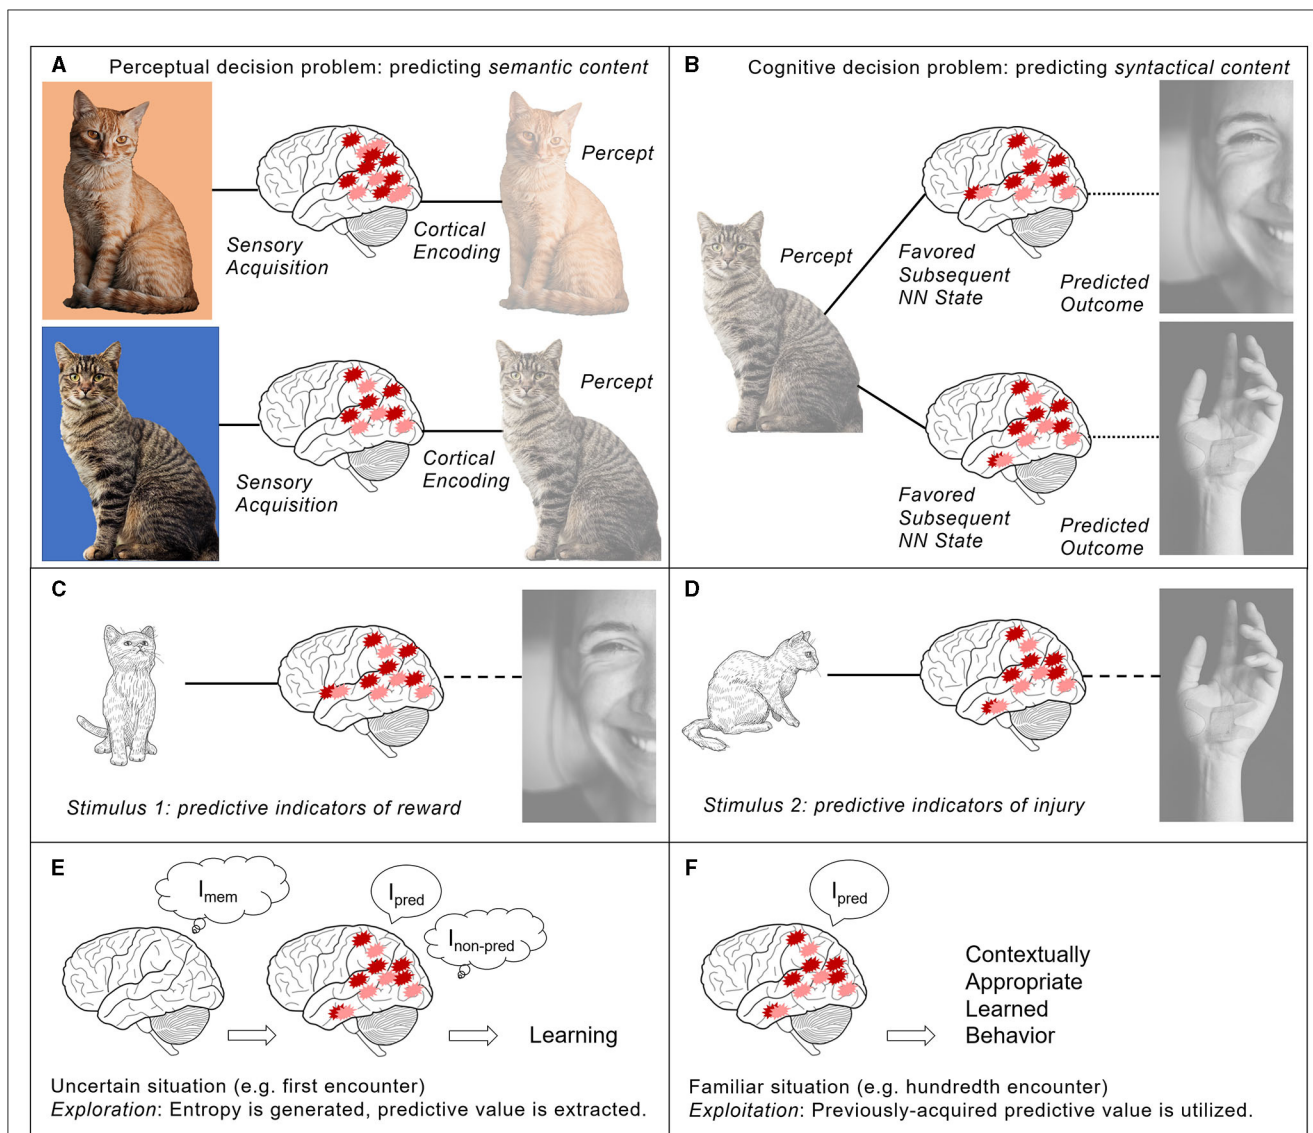 A
Perceptual decision problem: predicting semantic content
Sensory
Acquisition
Cortical
Encoding
Percept
Sensory
Acquisition
Cortical
Encoding
Percept
B
Cognitive decision problem: predicting syntactical content
Percept
Favored
Subsequent
NN State
Predicted
Outcome
Favored
Subsequent
NN State
Predicted
Outcome
C
Stimulus 1: predictive indicators of reward
D
Stimulus 2: predictive indicators of injury
E
Imem
Ipred
Inon-pred
Learning
Uncertain situation (e.g. first encounter)
Exploration: Entropy is generated, predictive value is extracted.
F
Ipred
Contextually
Appropriate
Learned
Behavior
Familiar situation (e.g. hundredth encounter)
Exploitation: Previously-acquired predictive value is utilized.